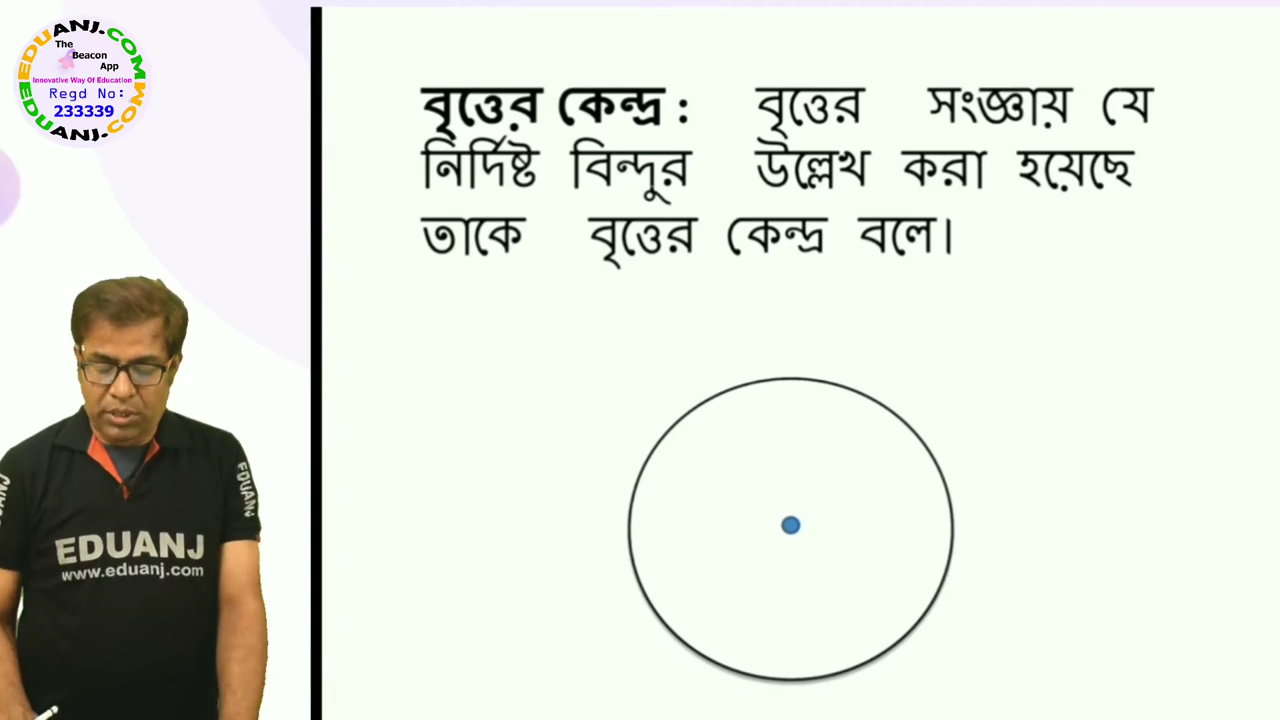 EDUANJ.COM
The
Beacon
App
Innovative Way Of Education
Regd No:
233339
EDUANJ.COM
বৃত্তের কেন্দ্র : বৃত্তের সংজ্ঞায় যে
নির্দিষ্ট বিন্দুর উল্লেখ করা হয়েছে
তাকে বৃত্তের কেন্দ্র বলে।
EDUANJ
EDUANJ
www.eduanj.com